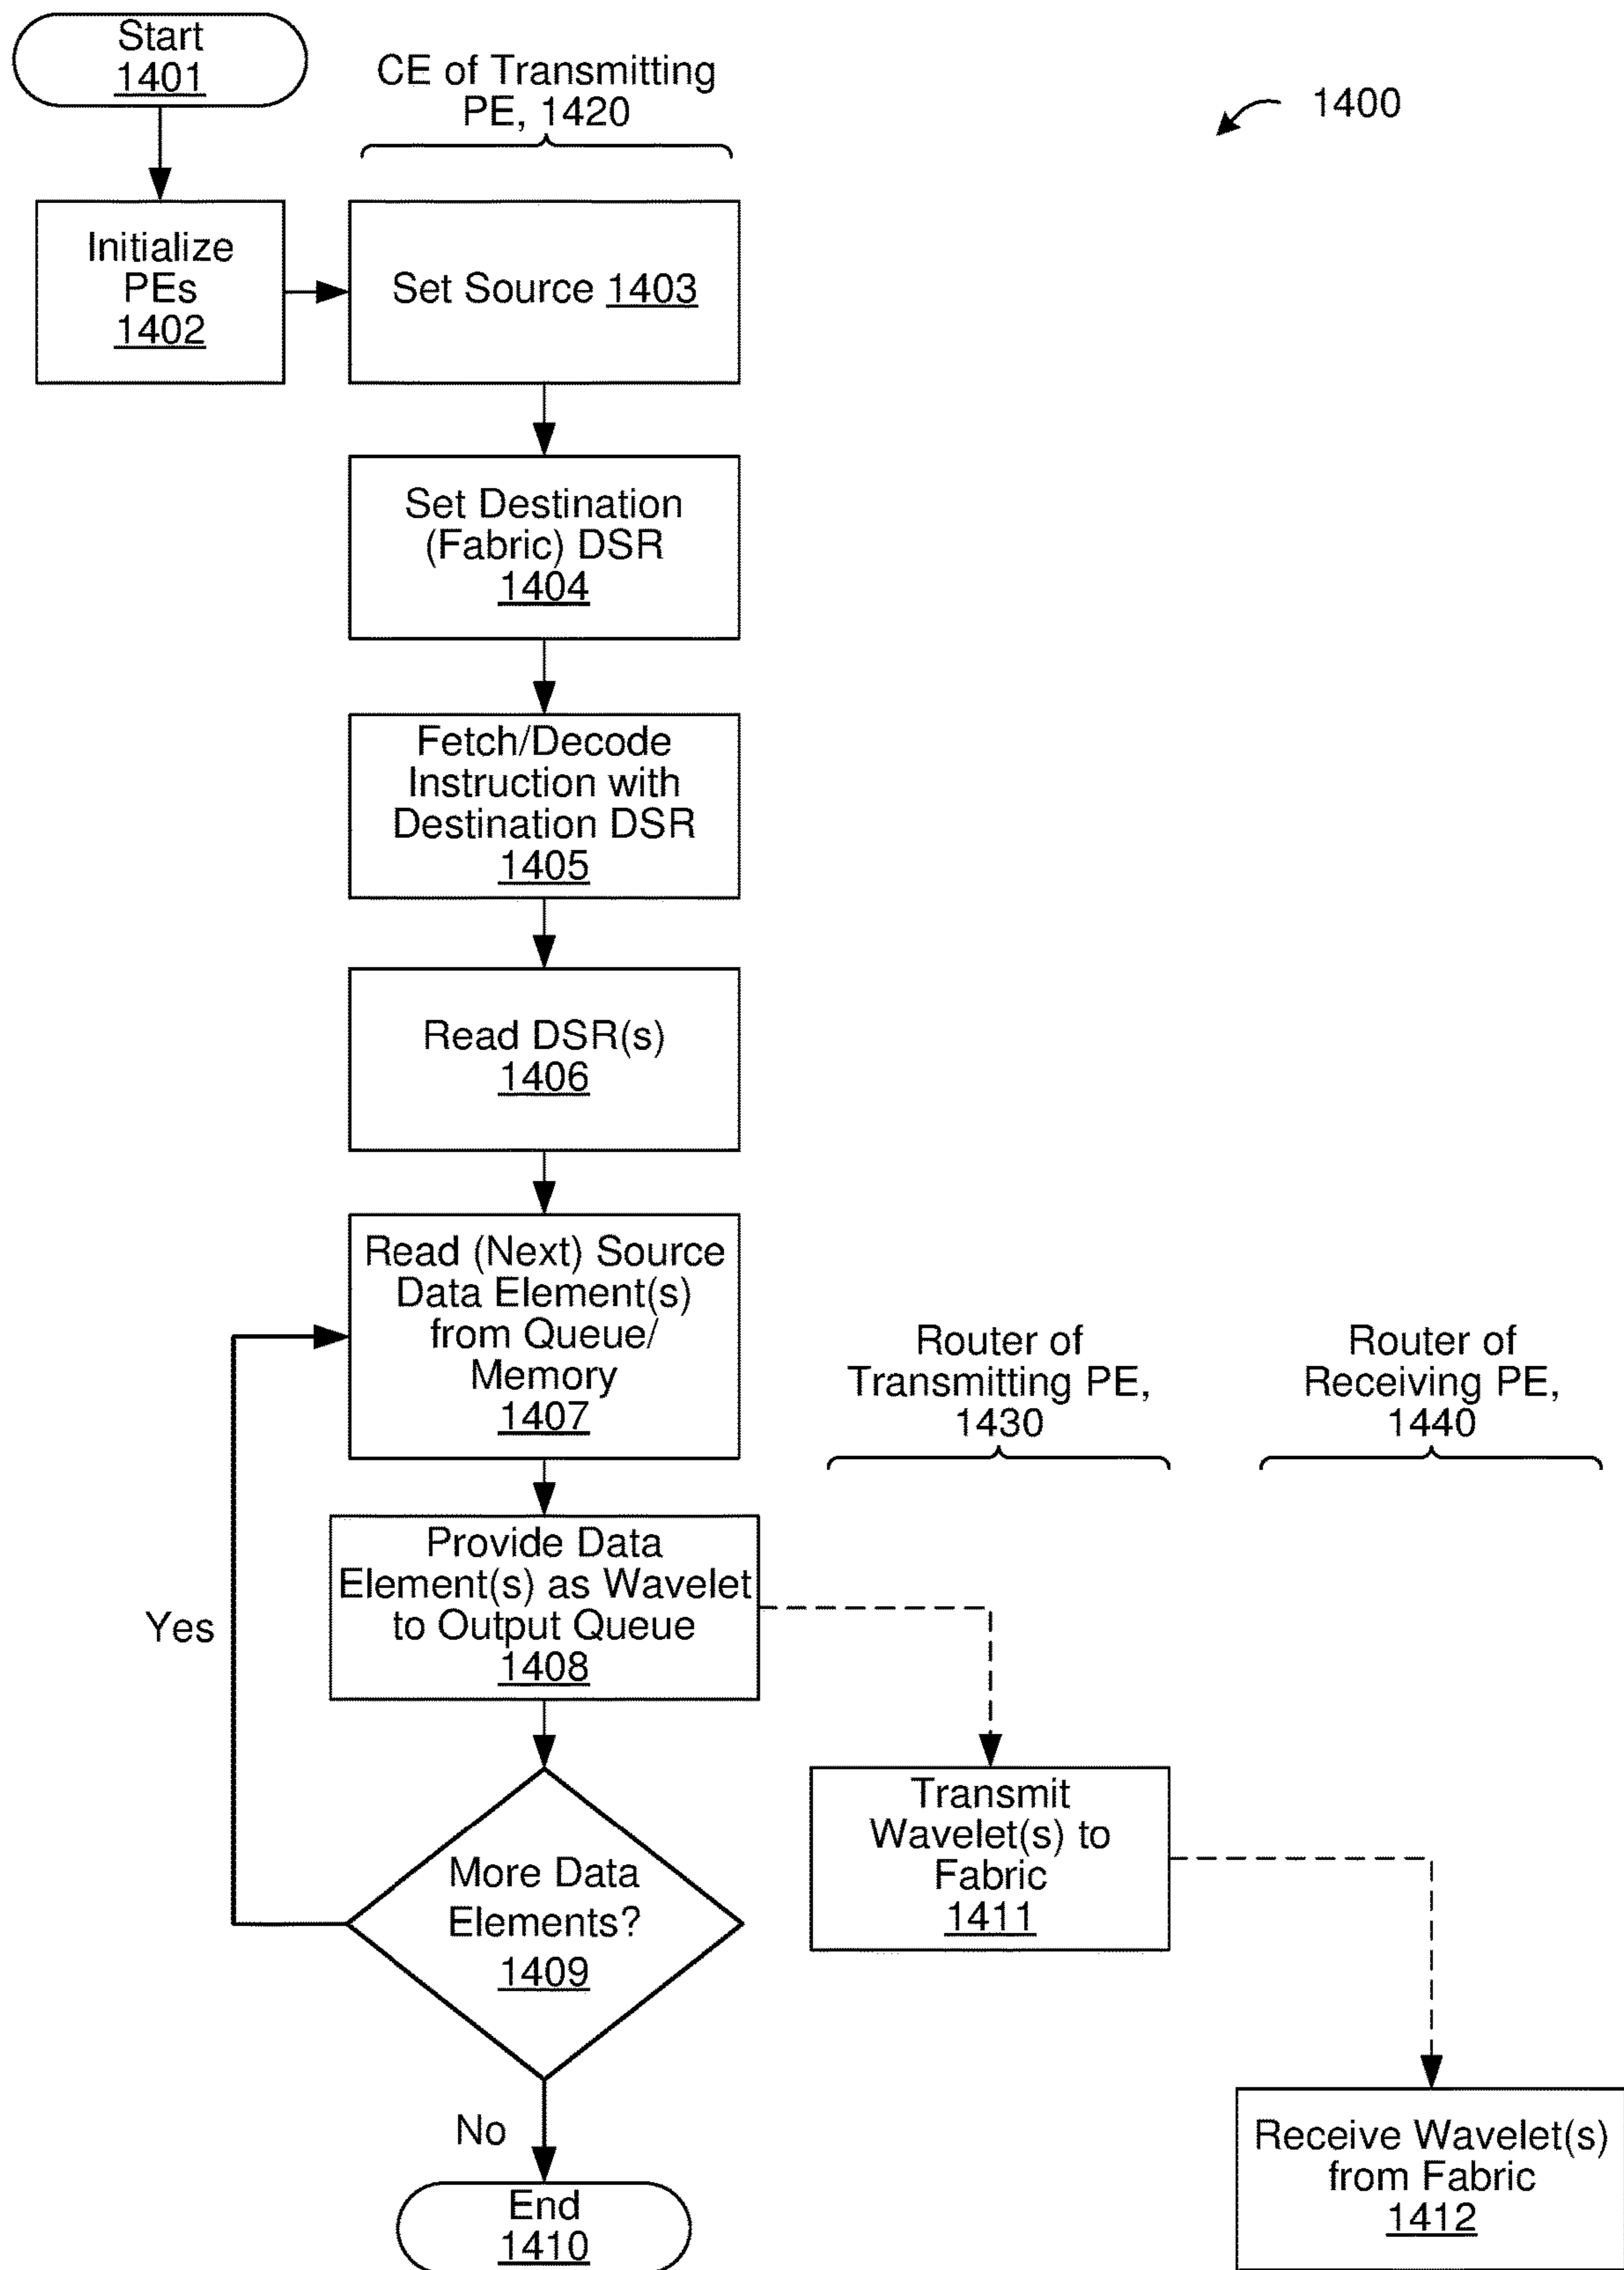 Start
1401
CE of Transmitting
PE, 1420
1400
Initialize
PEs
1402
Set Source 1403
Set Destination
(Fabric) DSR
1404
Fetch/Decode
Instruction with
Destination DSR
1405
Read DSR(s)
1406
Read (Next) Source
Data Element(s)
from Queue/
Memory
1407
Router of
Transmitting PE,
1430
Router of
Receiving PE,
1440
Provide Data
Element(s) as Wavelet
to Output Queue
1408
Yes
Transmit
Wavelet(s) to
Fabric
1411
More Data
Elements?
1409
No
Receive Wavelet(s)
from Fabric
1412
End
1410